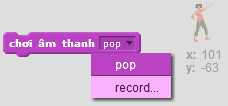 chơi âm thanh pop
pop
record...
x: 101
y: -63